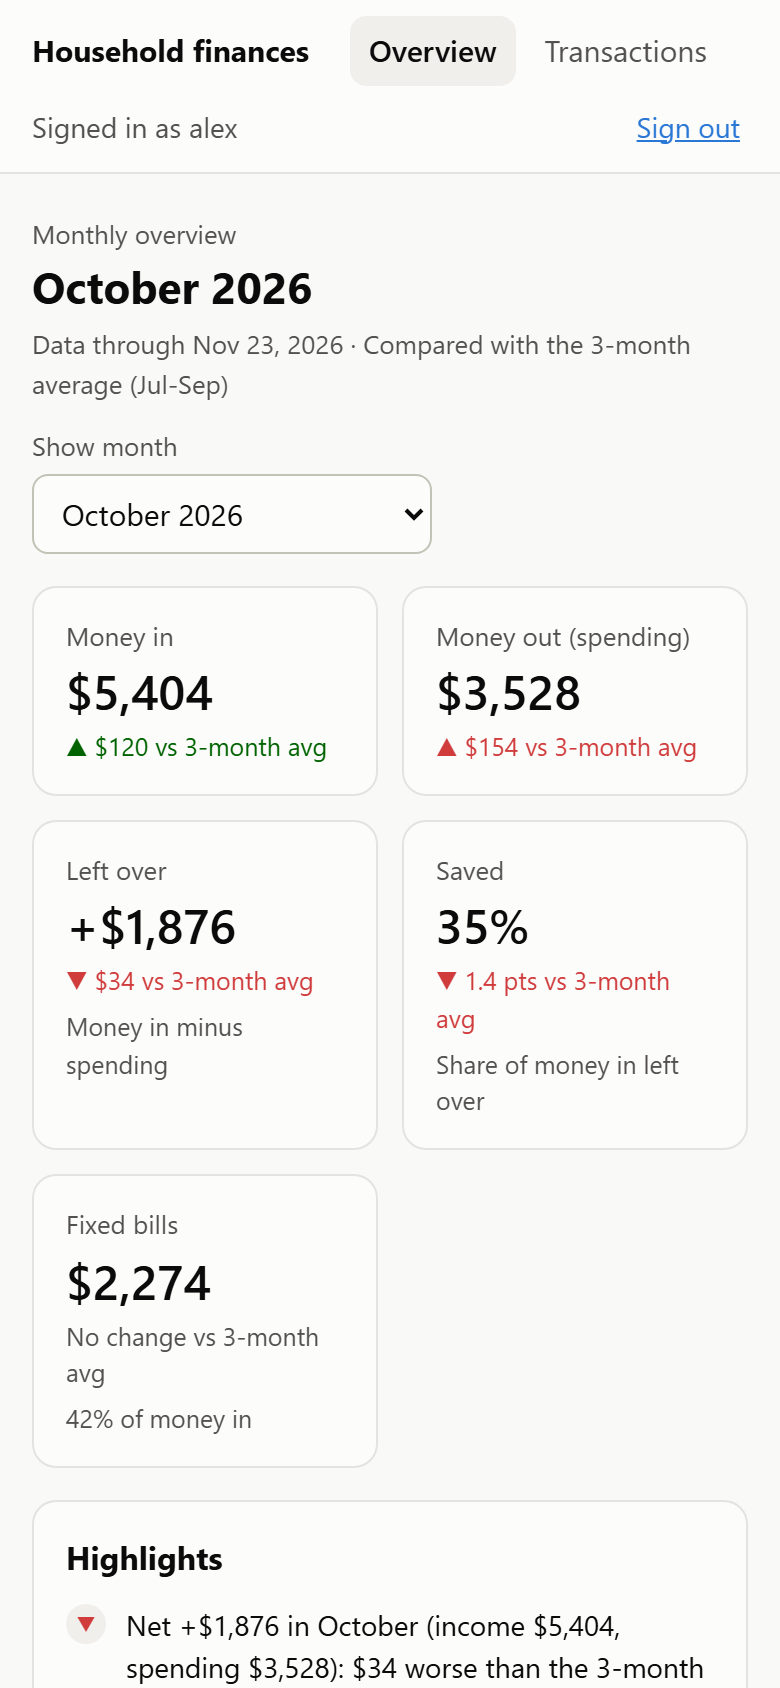 Household finances Overview Transactions
Signed in as alex Sign out
Monthly overview
October 2026
Data through Nov 23, 2026 · Compared with the 3-month
average (Jul-Sep)
Show month
October 2026
Money in
$5,404
▲ $120 vs 3-month avg
Money out (spending)
$3,528
▲ $154 vs 3-month avg
Left over
+$1,876
▼ $34 vs 3-month avg
Money in minus
spending
Saved
35%
▼ 1.4 pts vs 3-month
avg
Share of money in left
over
Fixed bills
$2,274
No change vs 3-month
avg
42% of money in
Highlights
▼ Net +$1,876 in October (income $5,404,
spending $3,528): $34 worse than the 3-month